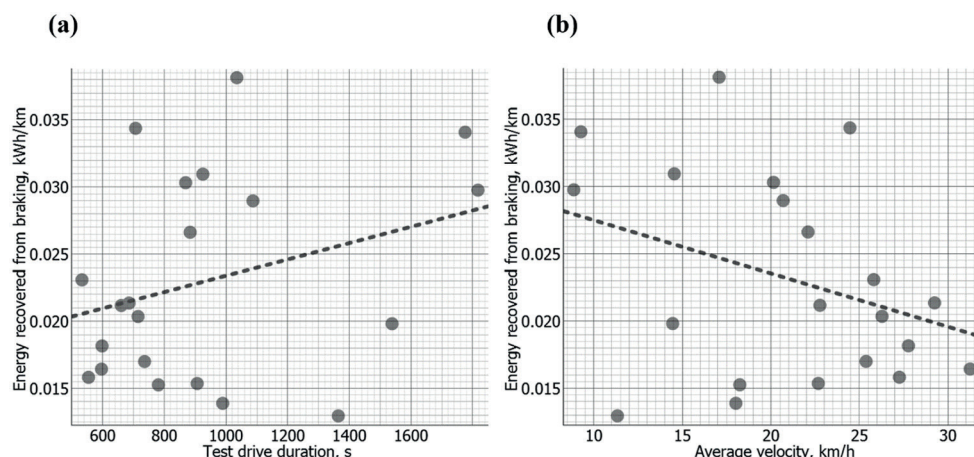 (a)
Energy recovered from braking, kWh/km
0.035
0.030
0.025
0.020
0.015
600 800 1000 1200 1400 1600
Test drive duration, s
(b)
Energy recovered from braking, kWh/km
0.035
0.030
0.025
0.020
0.015
10 15 20 25 30
Average velocity, km/h